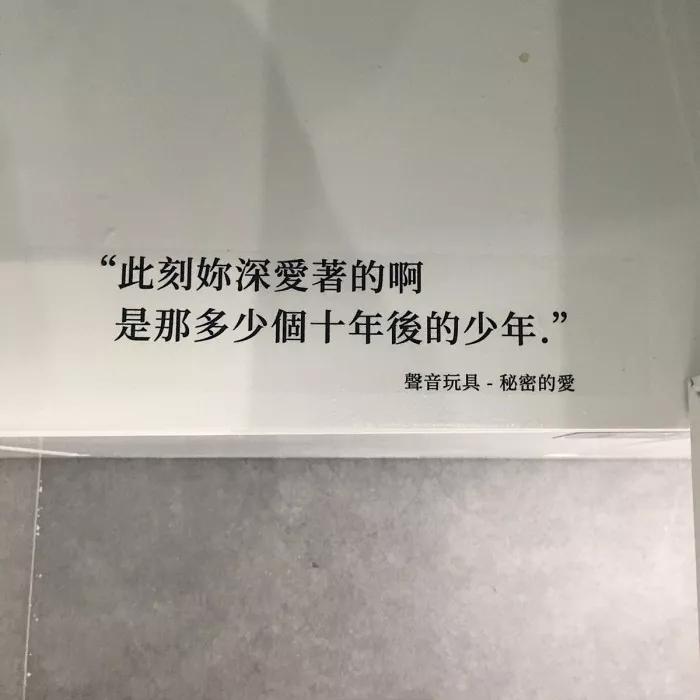 “此刻妳深愛著的啊
是那多少個十年後的少年.”
聲音玩具 - 秘密的愛